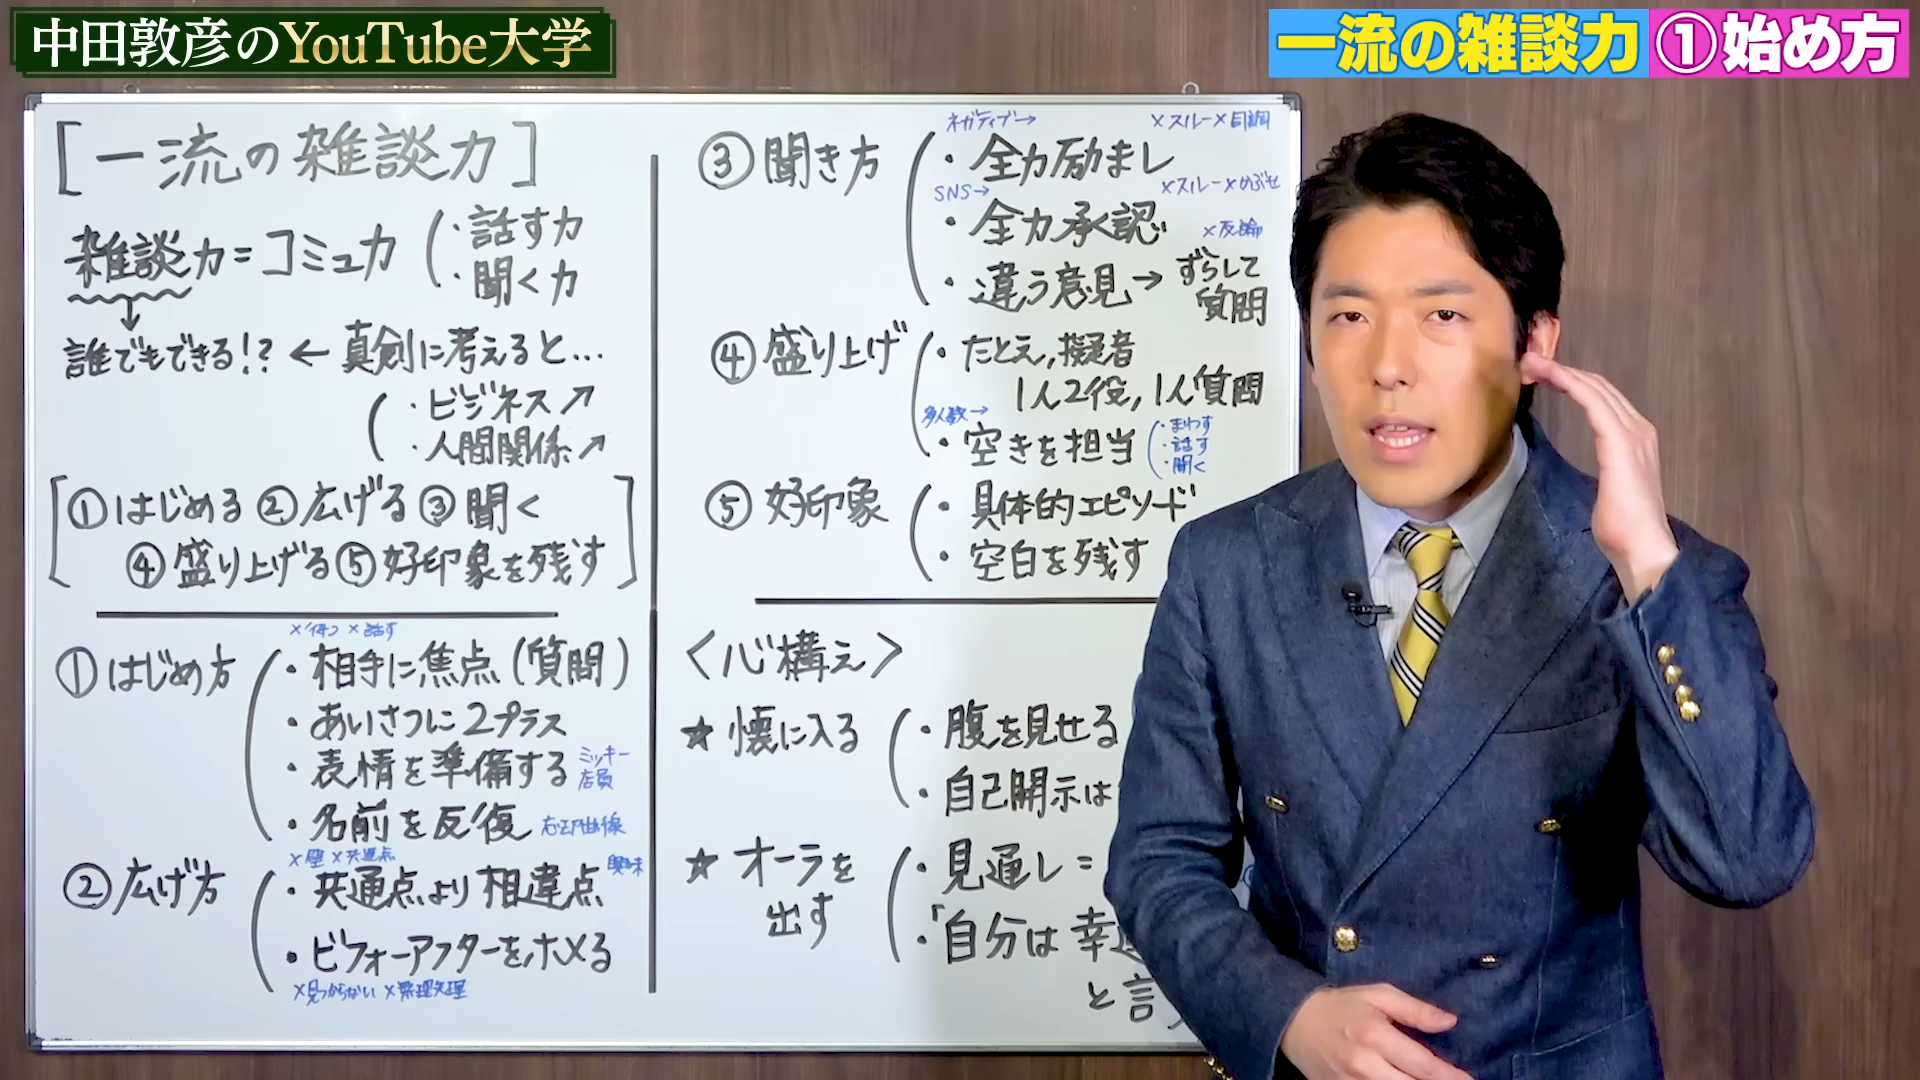 中田敦彦のYouTube大学
一流の雑談力 ①始め方
[一流の雑談力]
雑談力=コミュ力
・話す力
・聞く力
誰でもできる!? ← 真剣に考えると…
・ビジネス↗
・人間関係↗
①はじめる ②広げる ③聞く
④盛り上げる ⑤好印象を残す
①はじめ方
×待つ ×話す
・相手に焦点(質問)
・あいさつに2プラス
・表情を準備する
ミッキー
店員
・名前を反復
②広げ方
×壁 ×共通点
興味
・共通点より相違点
・ビフォーアフターをホメる
×見つからない ×無理矢理
③聞き方
ネガティブ→
×スルー
・全力励まし
SNS→
×スルー
・全力承認
×反論
・違う意見→ずらして
質問
④盛り上げ
・たとえ,擬音
1人2役,1人質問
多人数→
・空きを担当
・まわす
・話す
・聞く
⑤好印象
・具体的エピソード
・空白を残す
<心構え>
★懐に入る
・腹を見せる
・自己開示は
★オーラを
出す
・見通し=
・「自分は幸運
と言